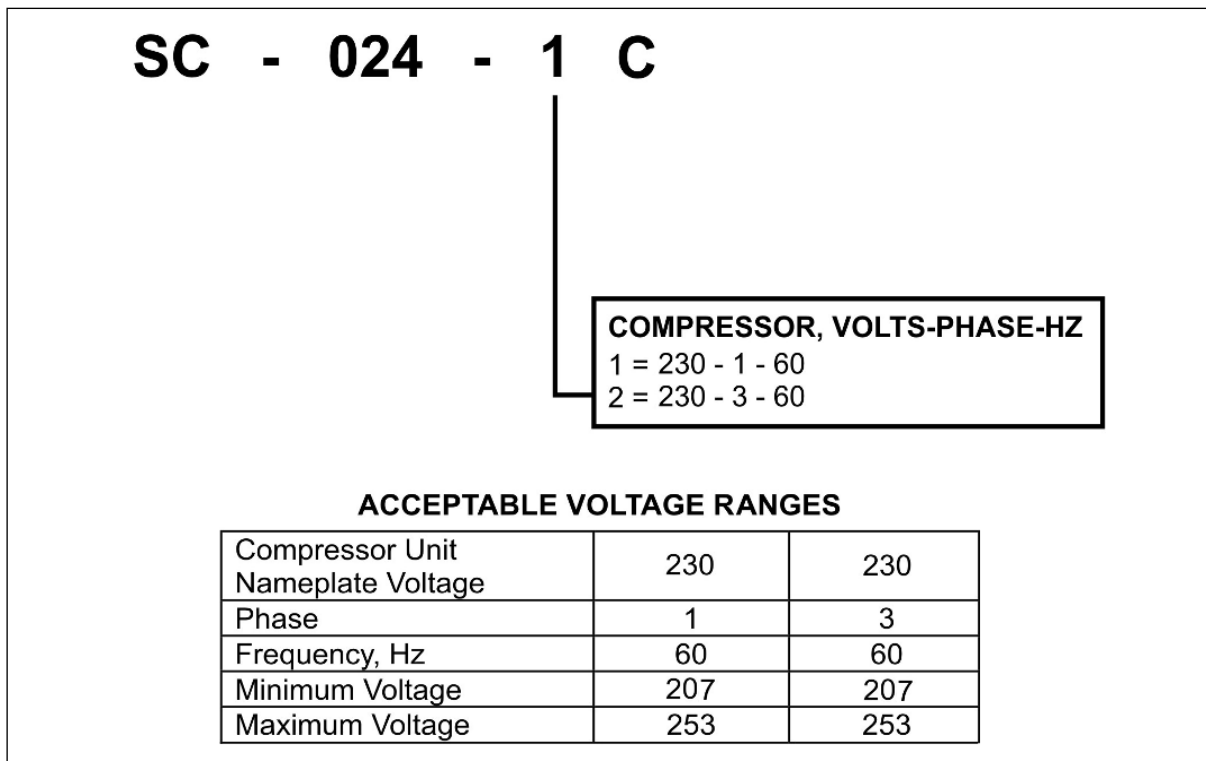 SC - 024 - 1 C
COMPRESSOR, VOLTS-PHASE-HZ
1 = 230 - 1 - 60
2 = 230 - 3 - 60
ACCEPTABLE VOLTAGE RANGES
Compressor Unit
Nameplate Voltage 230 230
Phase 1 3
Frequency, Hz 60 60
Minimum Voltage 207 207
Maximum Voltage 253 253